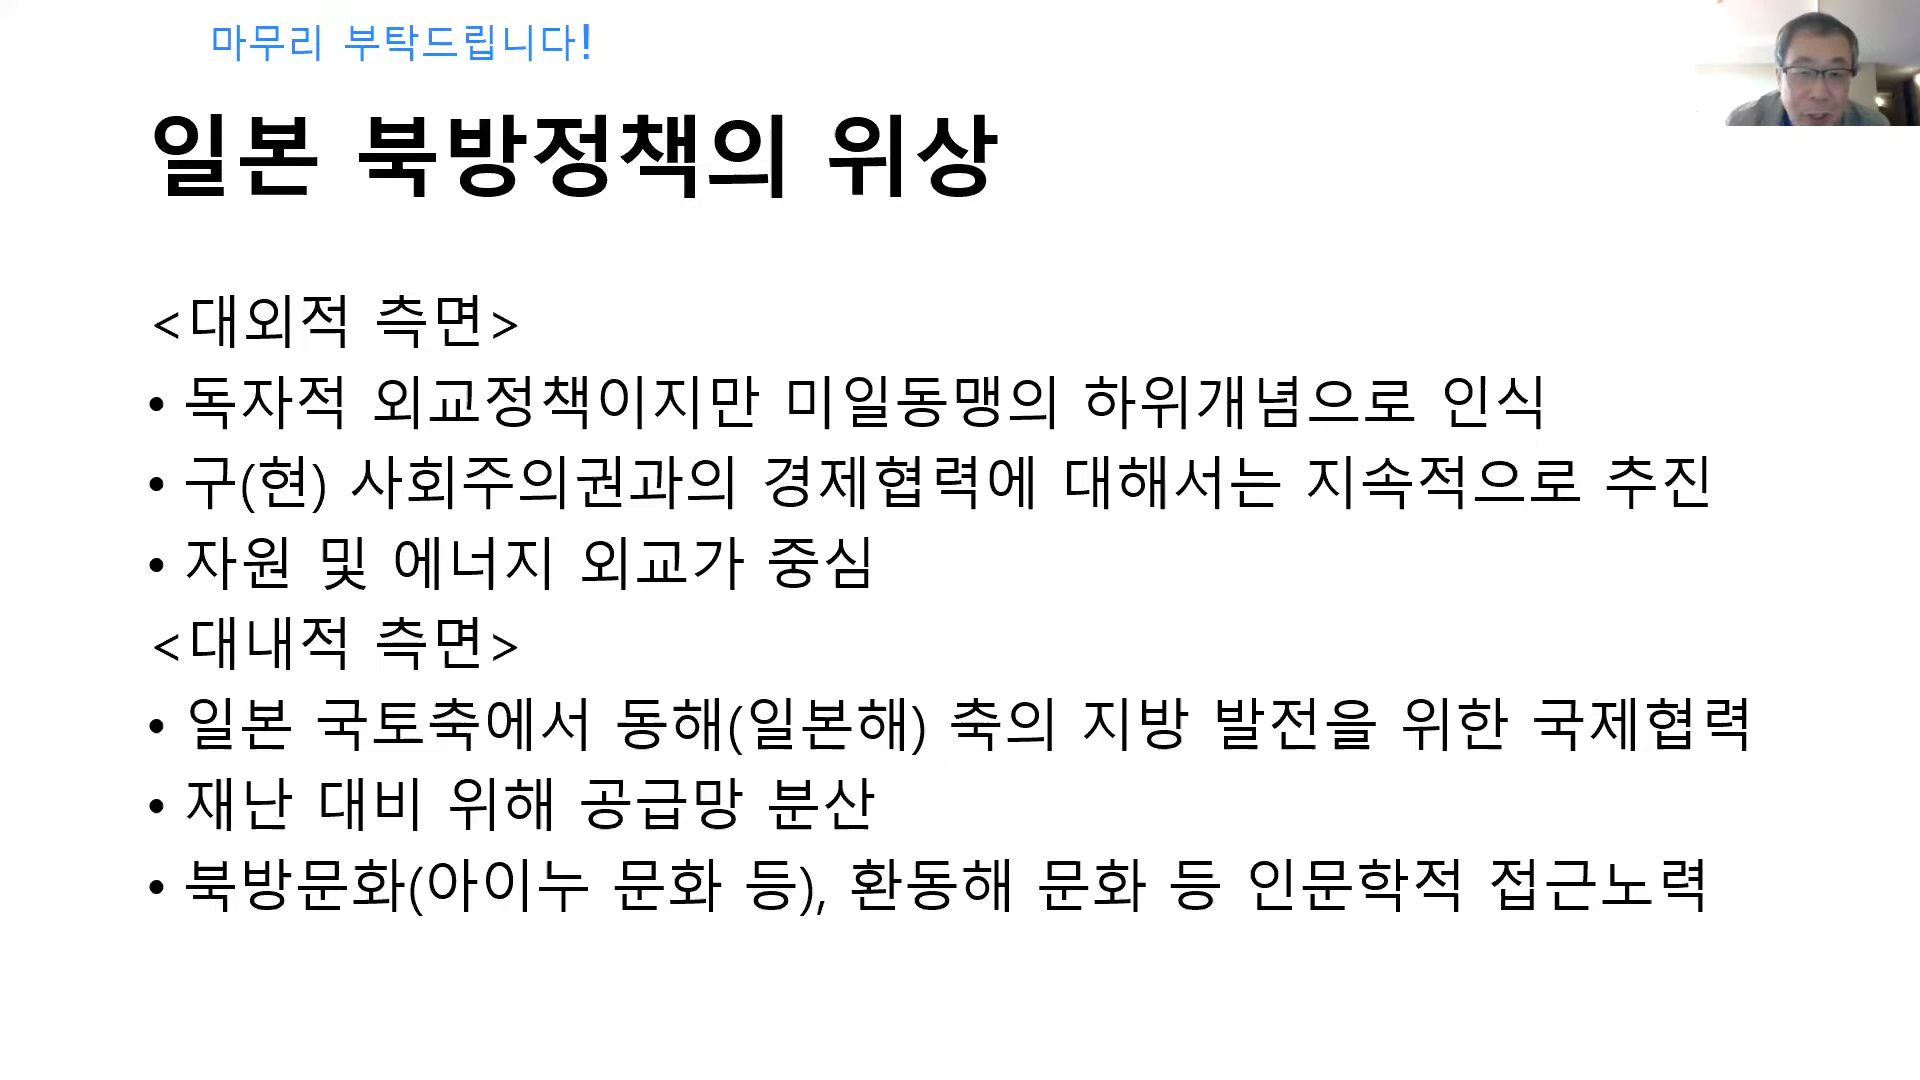 마무리 부탁드립니다!
일본 북방정책의 위상
<대외적 측면>
• 독자적 외교정책이지만 미일동맹의 하위개념으로 인식
• 구(현) 사회주의권과의 경제협력에 대해서는 지속적으로 추진
• 자원 및 에너지 외교가 중심
<대내적 측면>
• 일본 국토축에서 동해(일본해) 축의 지방 발전을 위한 국제협력
• 재난 대비 위해 공급망 분산
• 북방문화(아이누 문화 등), 환동해 문화 등 인문학적 접근노력